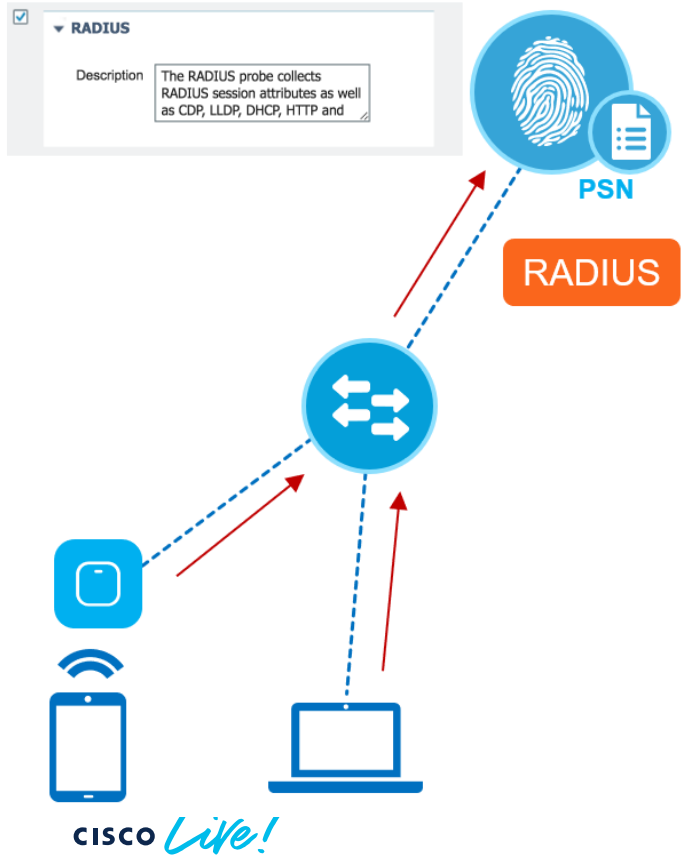 RADIUS
Description
The RADIUS probe collects
RADIUS session attributes as well
as CDP, LLDP, DHCP, HTTP and
PSN
RADIUS
CISCO Live!